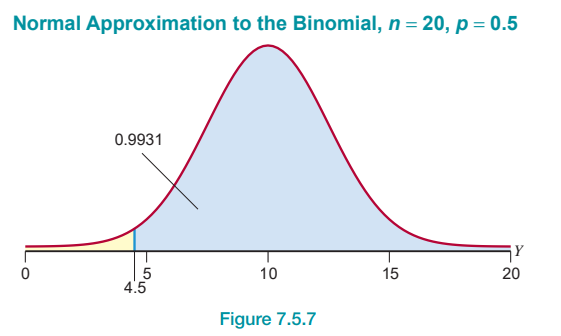 Normal Approximation to the Binomial, n = 20, p = 0.5
0.9931
Y
0 5 10 15 20
4.5
Figure 7.5.7